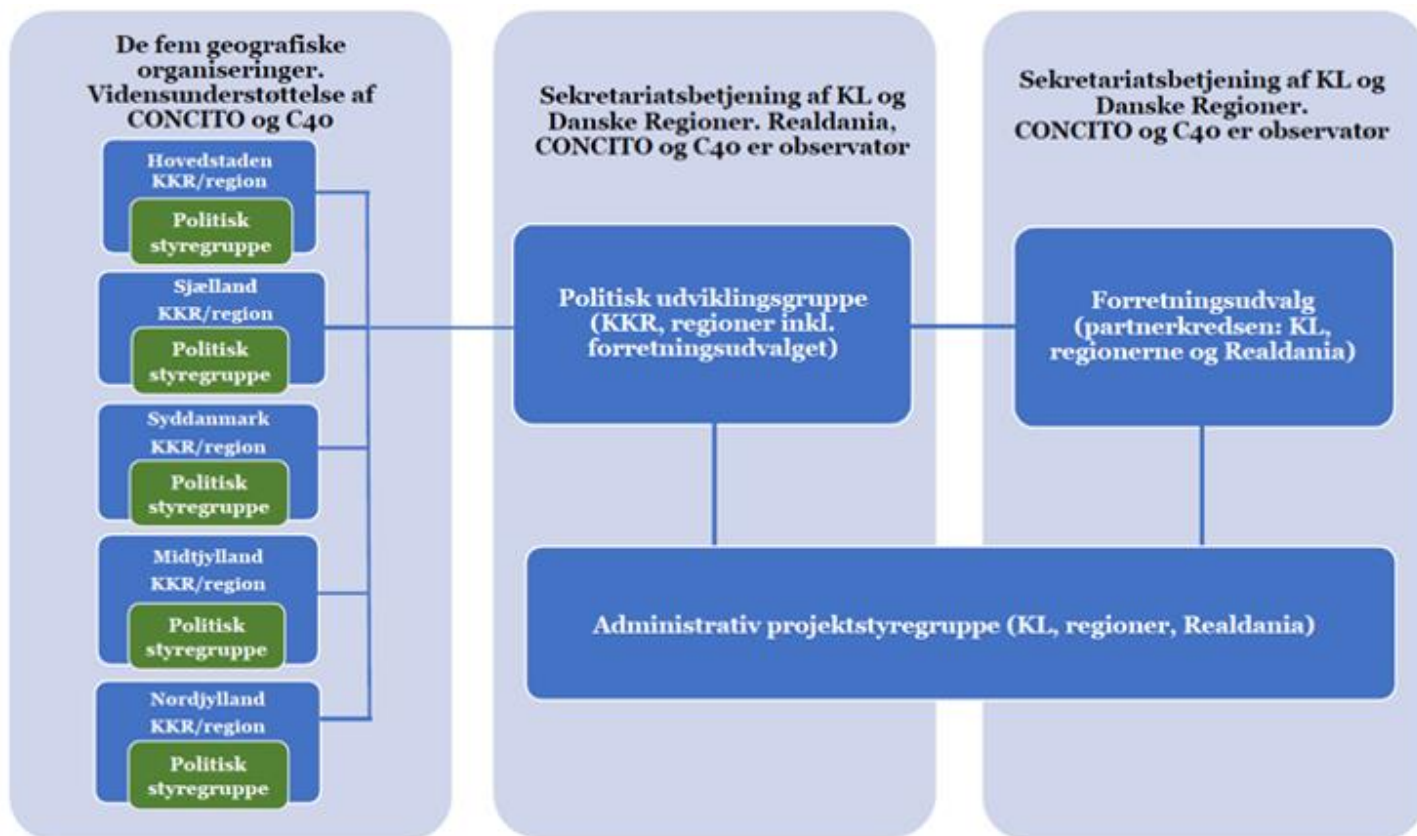 De fem geografiske
organiseringer.
Vidensunderstøttelse af
CONCITO og C40
Hovedstaden
KKR/region
Politisk
styregruppe
Sjælland
KKR/region
Politisk
styregruppe
Syddanmark
KKR/region
Politisk
styregruppe
Midtjylland
KKR/region
Politisk
styregruppe
Nordjylland
KKR/region
Politisk
styregruppe
Sekretariatsbetjening af KL og
Danske Regioner. Realdania,
CONCITO og C40 er observatør
Politisk udviklingsgruppe
(KKR, regioner inkl.
forretningsudvalget)
Sekretariatsbetjening af KL og
Danske Regioner.
CONCITO og C40 er observatør
Forretningsudvalg
(partnerkredsen: KL,
regionerne og Realdania)
Administrativ projektstyregruppe (KL, regioner, Realdania)